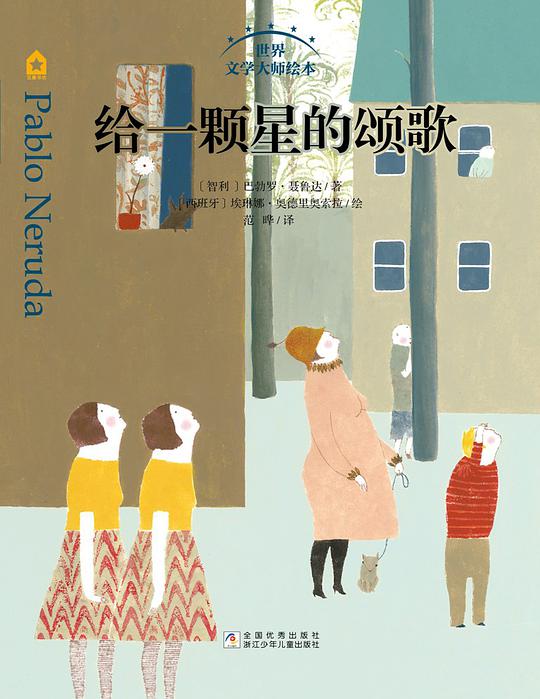 世界
文学大师绘本
Pablo Neruda
给一颗星的颂歌
〔智利〕巴勃罗·聂鲁达/著
〔西班牙〕埃琳娜·奥德里奥索拉/绘
范 晔/译
全国优秀出版社
浙江少年儿童出版社